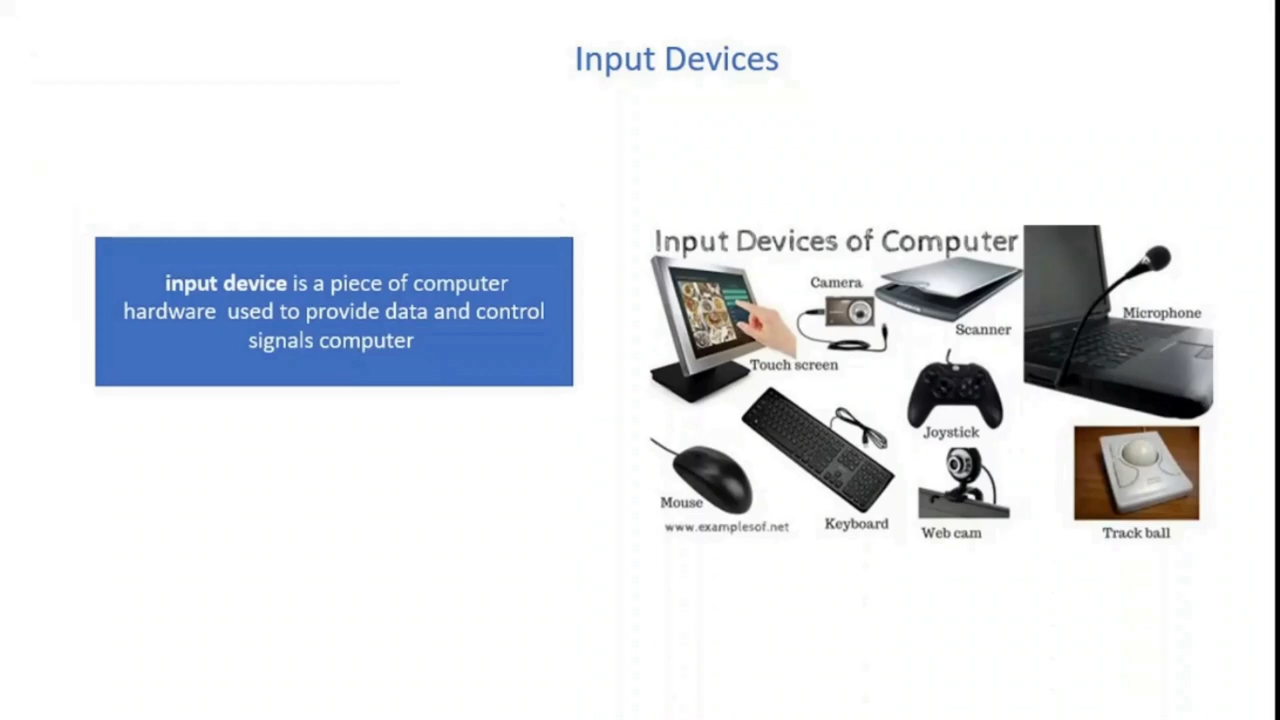 Input Devices
input device is a piece of computer
hardware  used to provide data and control
signals computer
Input Devices of Computer
Camera
Scanner
Microphone
Touch screen
Joystick
Mouse
Keyboard
www.examplesof.net
Web cam
Track ball